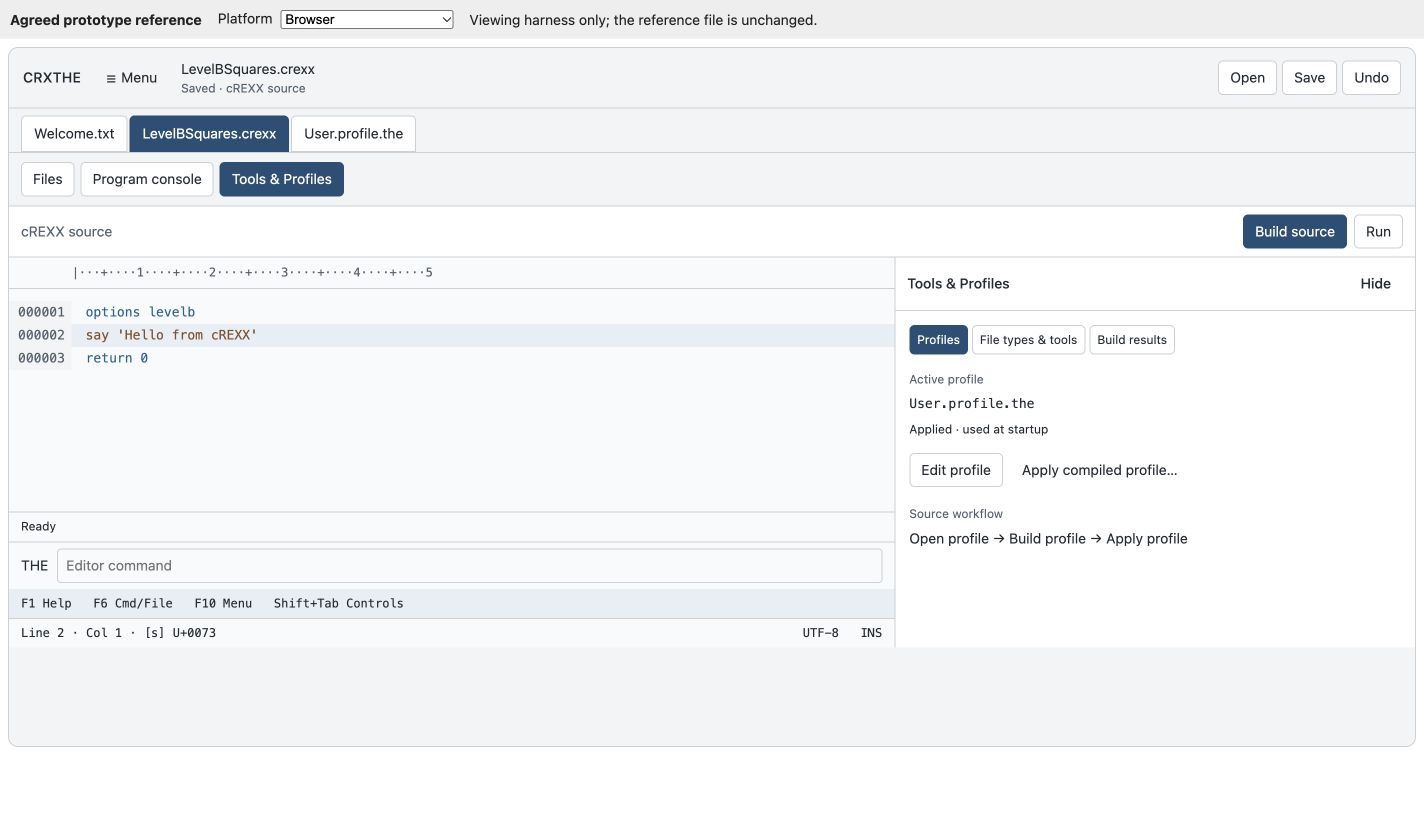 Agreed prototype reference Platform Browser Viewing harness only; the reference file is unchanged.
CRXTHE ≡ Menu LevelBSquares.crexx Open Save Undo
Saved · cREXX source
Welcome.txt LevelBSquares.crexx User.profile.the
Files Program console Tools & Profiles
cREXX source Build source Run
|···+····1····+····2····+····3····+····4····+····5
Tools & Profiles Hide
000001 options levelb
000002 say 'Hello from cREXX'
000003 return 0
Profiles File types & tools Build results
Active profile
User.profile.the
Applied · used at startup
Edit profile Apply compiled profile...
Source workflow
Open profile → Build profile → Apply profile
Ready
THE Editor command
F1 Help F6 Cmd/File F10 Menu Shift+Tab Controls
Line 2 · Col 1 · [s] U+0073 UTF-8 INS